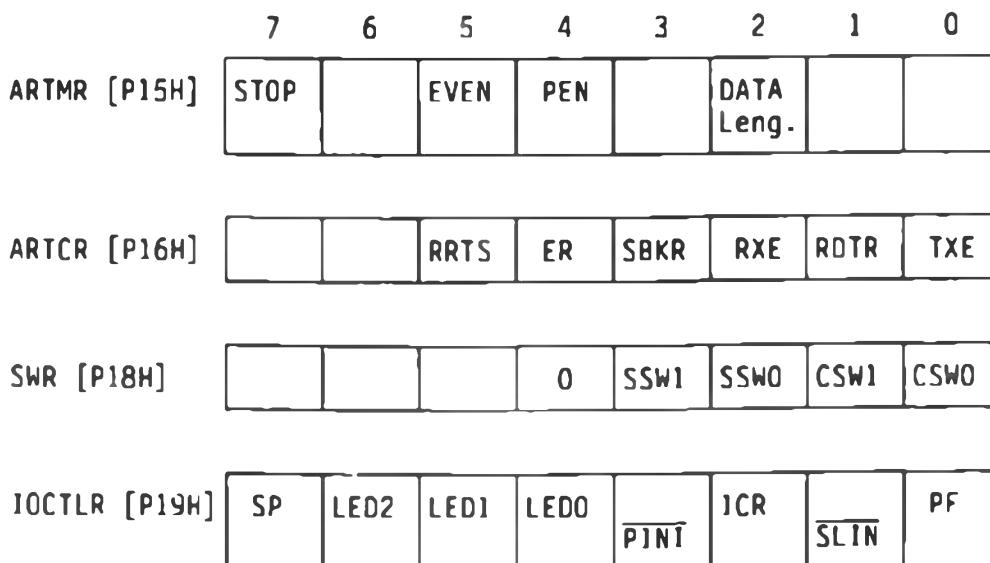 7 6 5 4 3 2 1 0
ARTMR [P15H] STOP EVEN PEN DATA
Leng.
ARTCR [P16H] RRTS ER SBKR RXE RDTR TXE
SWR [P18H] 0 SSW1 SSW0 CSW1 CSW0
IOCTLR [P19H] SP LED2 LED1 LED0 PINI ICR SLIN PF